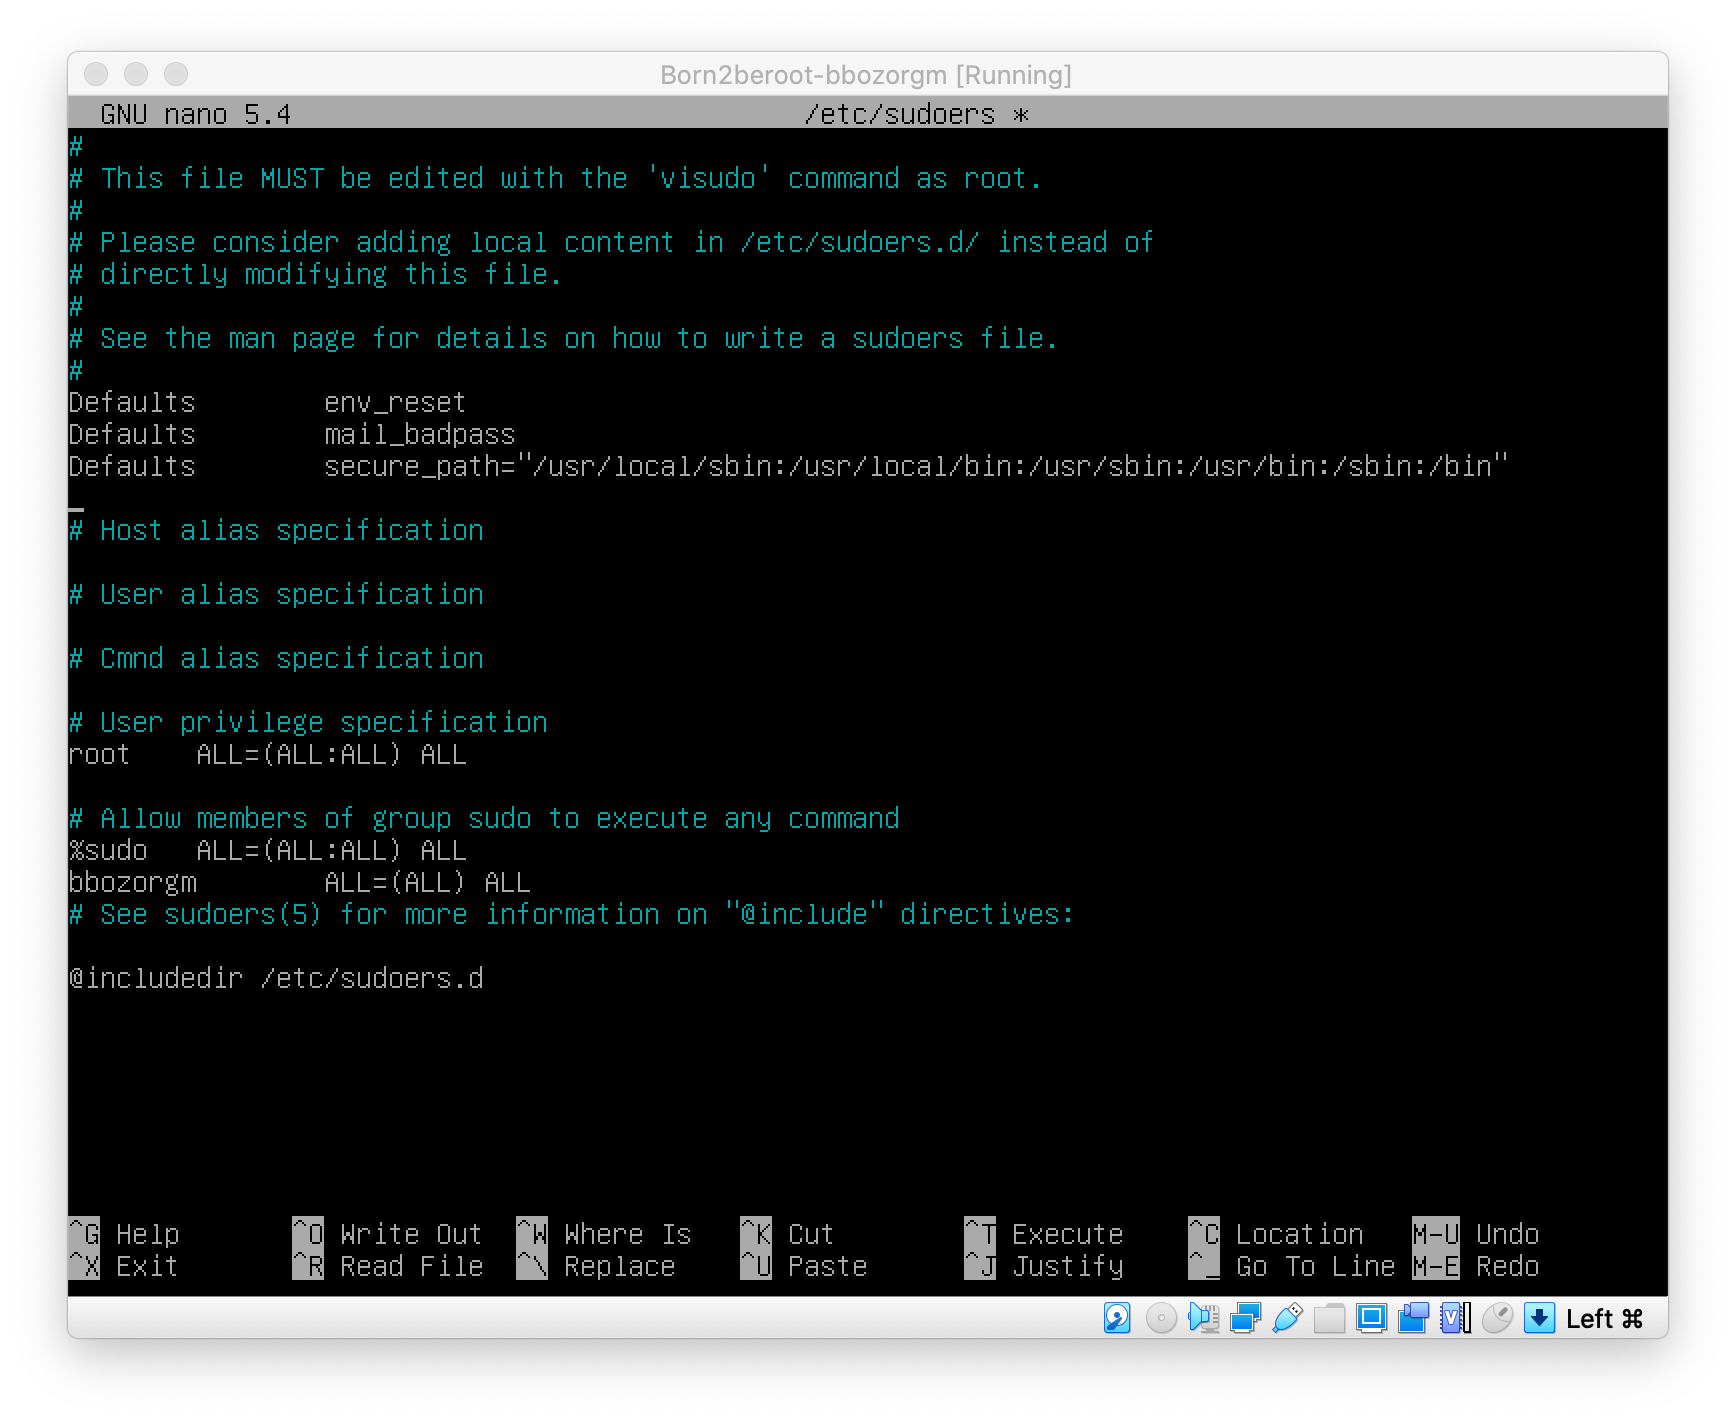 Born2beroot-bbozorgm [Running]
GNU nano 5.4 /etc/sudoers *
#
# This file MUST be edited with the 'visudo' command as root.
#
# Please consider adding local content in /etc/sudoers.d/ instead of
# directly modifying this file.
#
# See the man page for details on how to write a sudoers file.
#
Defaults env_reset
Defaults mail_badpass
Defaults secure_path="/usr/local/sbin:/usr/local/bin:/usr/sbin:/usr/bin:/sbin:/bin"
# Host alias specification
# User alias specification
# Cmnd alias specification
# User privilege specification
root ALL=(ALL:ALL) ALL
# Allow members of group sudo to execute any command
%sudo ALL=(ALL:ALL) ALL
bbozorgm ALL=(ALL) ALL
# See sudoers(5) for more information on "@include" directives:
@includedir /etc/sudoers.d
^G Help ^O Write Out ^W Where Is ^K Cut ^T Execute ^C Location M-U Undo
^X Exit ^R Read File ^\ Replace ^U Paste ^J Justify ^_ Go To Line M-E Redo
Left ⌘